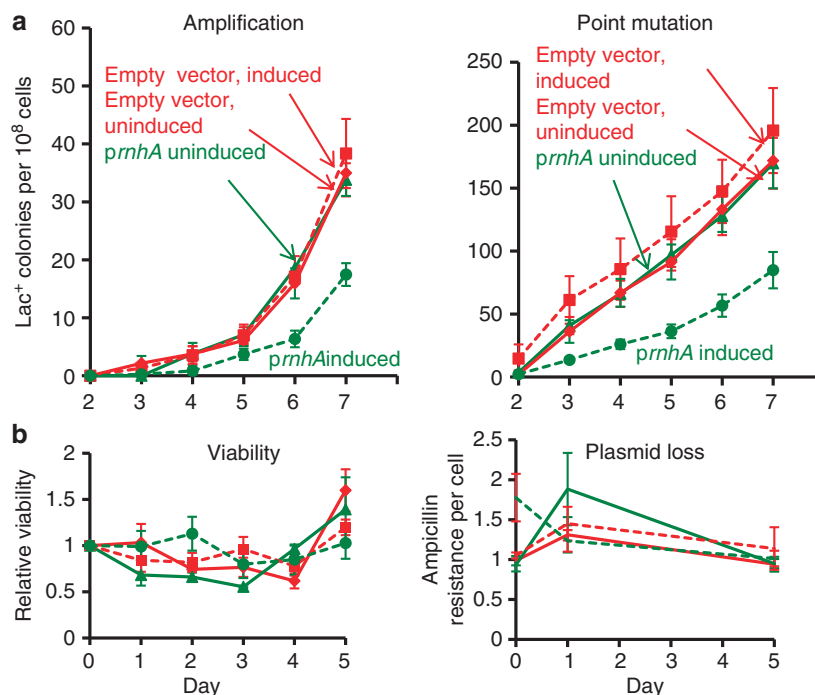 a
Amplification
Lac+ colonies per 10⁸ cells
60
50
40
30
20
10
0
2
3
4
5
6
7
Empty vector, induced
Empty vector,
uninduced
prnhA uninduced
prnhA induced
Point mutation
250
200
150
100
50
0
2
3
4
5
6
7
Empty vector,
induced
Empty vector,
uninduced
prnhA uninduced
prnhA induced
b
Viability
Relative viability
2
1.5
1
0.5
0
0
1
2
3
4
5
Day
Plasmid loss
Ampicillin
resistance per cell
2.5
2
1.5
1
0.5
0
0
1
2
3
4
5
Day